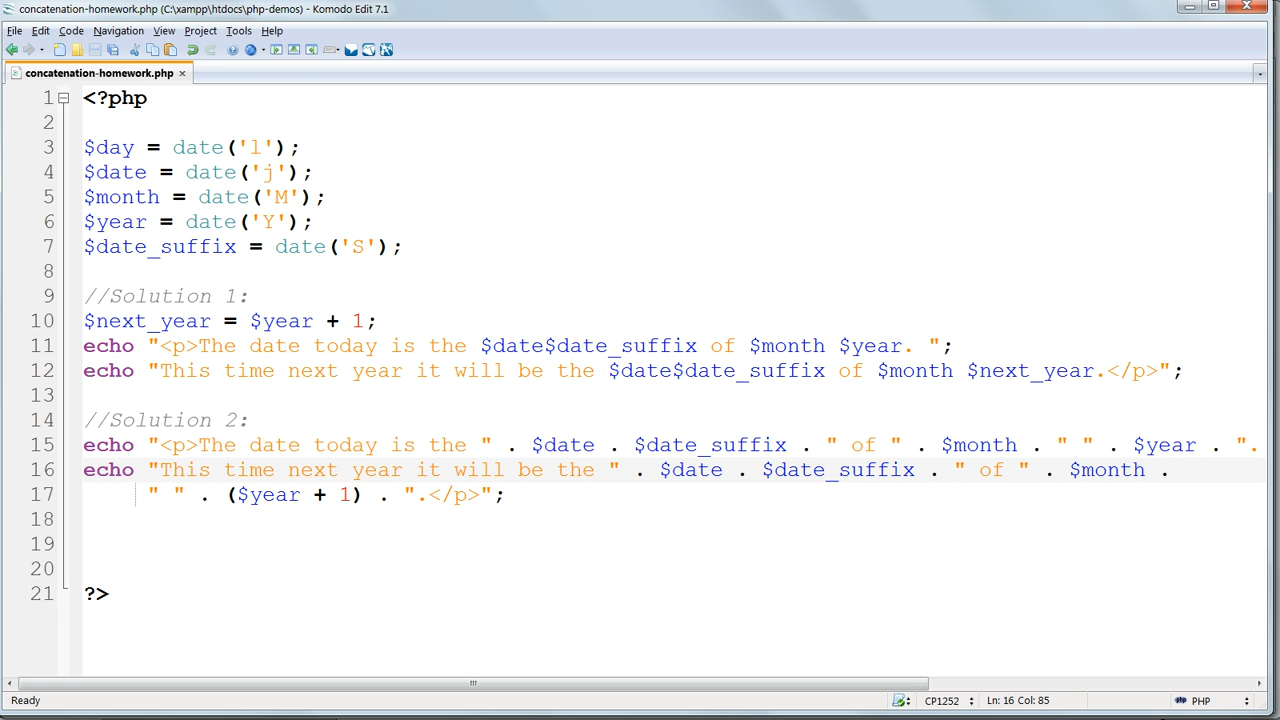 concatenation-homework.php (C:\xampp\htdocs\php-demos) - Komodo Edit 7.1
File Edit Code Navigation View Project Tools Help
concatenation-homework.php
1 <?php
2
3 $day = date('l');
4 $date = date('j');
5 $month = date('M');
6 $year = date('Y');
7 $date_suffix = date('S');
8
9 //Solution 1:
10 $next_year = $year + 1;
11 echo "<p>The date today is the $date$date_suffix of $month $year. ";
12 echo "This time next year it will be the $date$date_suffix of $month $next_year.</p>";
13
14 //Solution 2:
15 echo "<p>The date today is the " . $date . $date_suffix . " of " . $month . " " . $year . ".
16 echo "This time next year it will be the " . $date . $date_suffix . " of " . $month .
17 " " . ($year + 1) . ".</p>";
18
19
20
21 ?>
Ready CP1252 Ln: 16 Col: 85 PHP